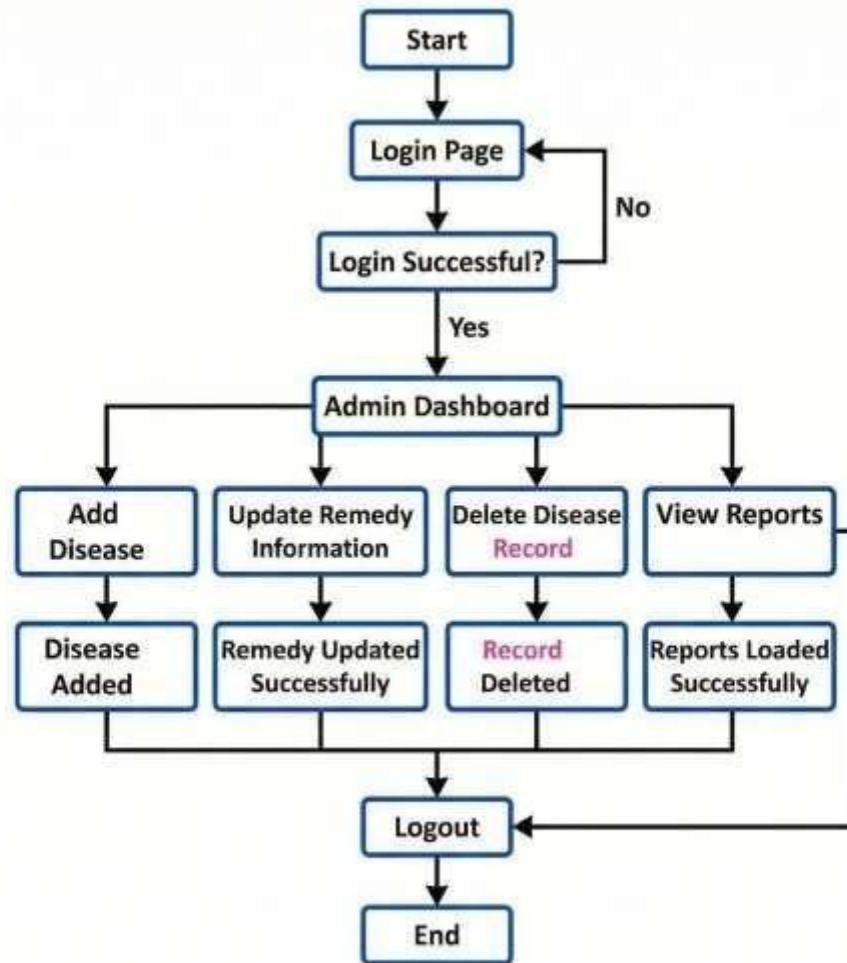 Start
Login Page
No
Login Successful?
Yes
Admin Dashboard
Add
Disease
Update Remedy
Information
Delete Disease
Record
View Reports
Disease
Added
Remedy Updated
Successfully
Record
Deleted
Reports Loaded
Successfully
Logout
End